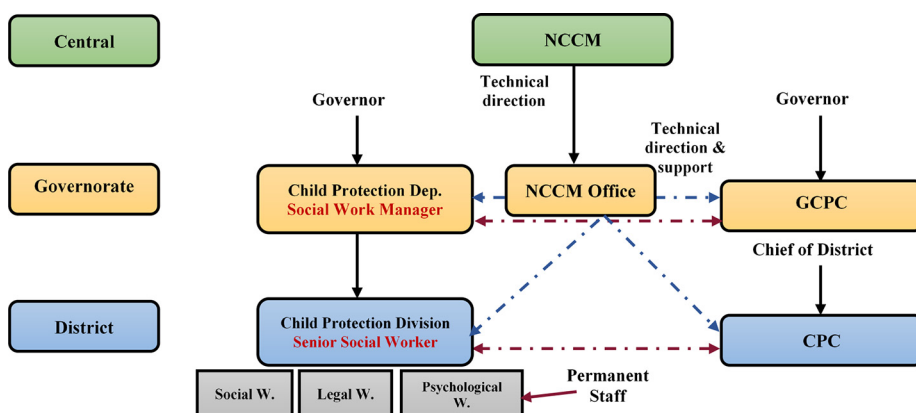 Central
NCCM
Technical
direction
Governor
Governor
Technical
direction &
support
Governorate
Child Protection Dep.
Social Work Manager
NCCM Office
GCPC
Chief of District
District
Child Protection Division
Senior Social Worker
CPC
Social W.
Legal W.
Psychological
W.
Permanent
Staff